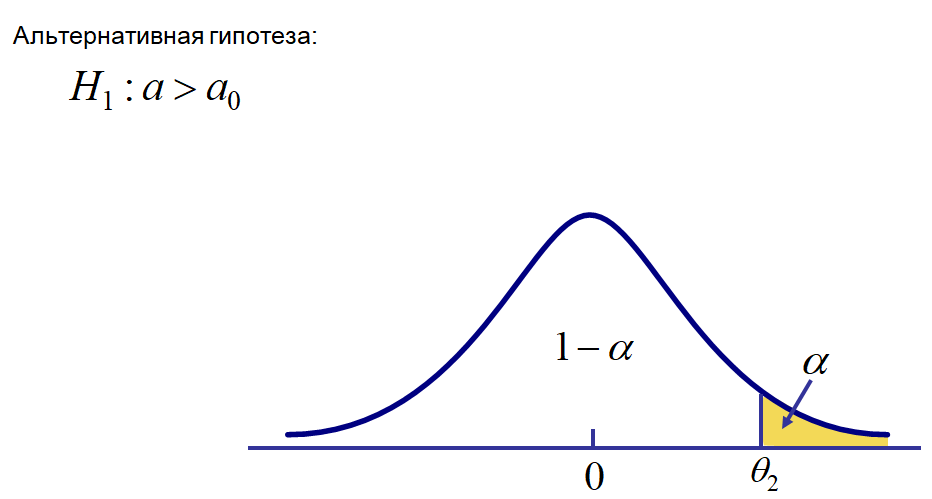 Альтернативная гипотеза:
H₁ : a > a₀
1 − α
α
0
θ₂